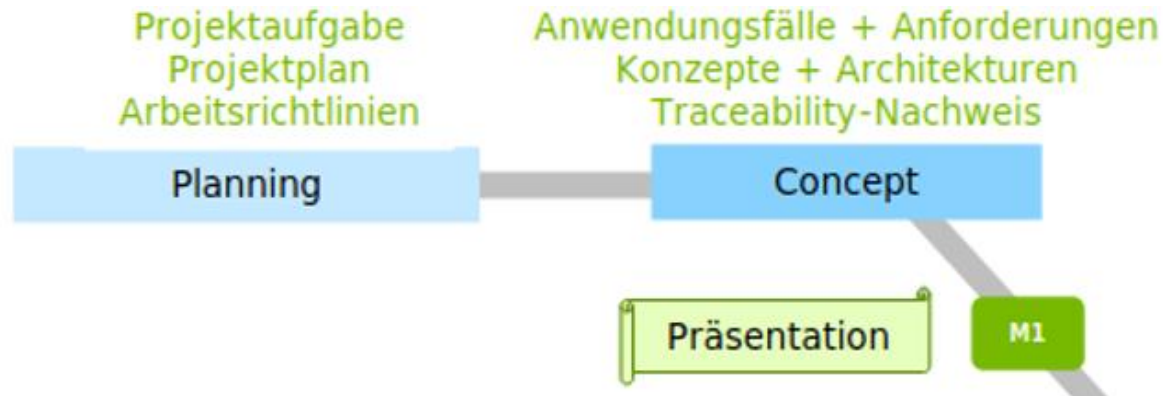 Projektaufgabe
Projektplan
Arbeitsrichtlinien
Planning
Anwendungsfälle + Anforderungen
Konzepte + Architekturen
Traceability-Nachweis
Concept
Präsentation
M1